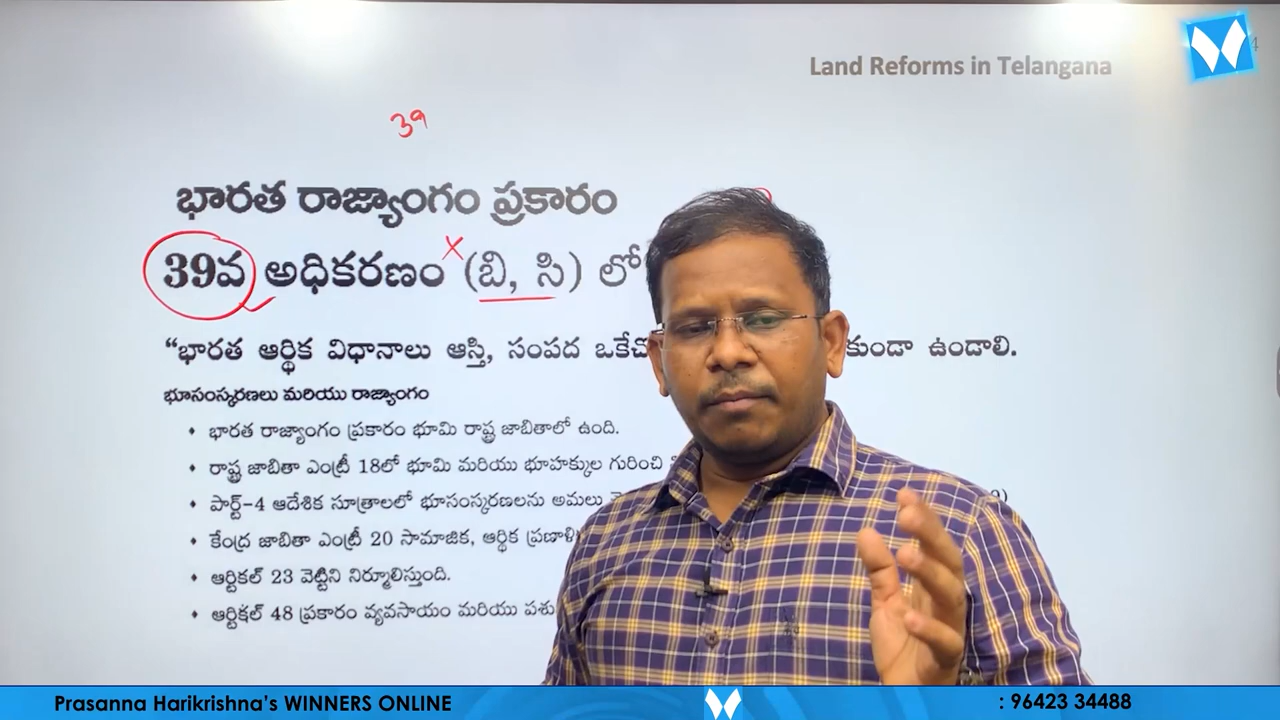 Land Reforms in Telangana
39
భారత రాజ్యాంగం ప్రకారం
39వ అధికరణం (బి, సి) లో
“భారత ఆర్థిక విధానాలు ఆస్తి, సంపద ఒకేచో కుండా ఉండాలి.
భూసంస్కరణలు మరియు రాజ్యాంగం
• భారత రాజ్యాంగం ప్రకారం భూమి రాష్ట్ర జాబితాలో ఉంది.
• రాష్ట్ర జాబితా ఎంట్రీ 18లో భూమి మరియు భూహక్కుల గురించి
• పార్ట్-4 ఆదేశిక సూత్రాలలో భూసంస్కరణలను అమలు
• కేంద్ర జాబితా ఎంట్రీ 20 సామాజిక, ఆర్థిక ప్రణాళి
• ఆర్టికల్ 23 వెట్టిని నిర్మూలిస్తుంది.
• ఆర్టికల్ 48 ప్రకారం వ్యవసాయం మరియు పశు
Prasanna Harikrishna's WINNERS ONLINE : 96423 34488